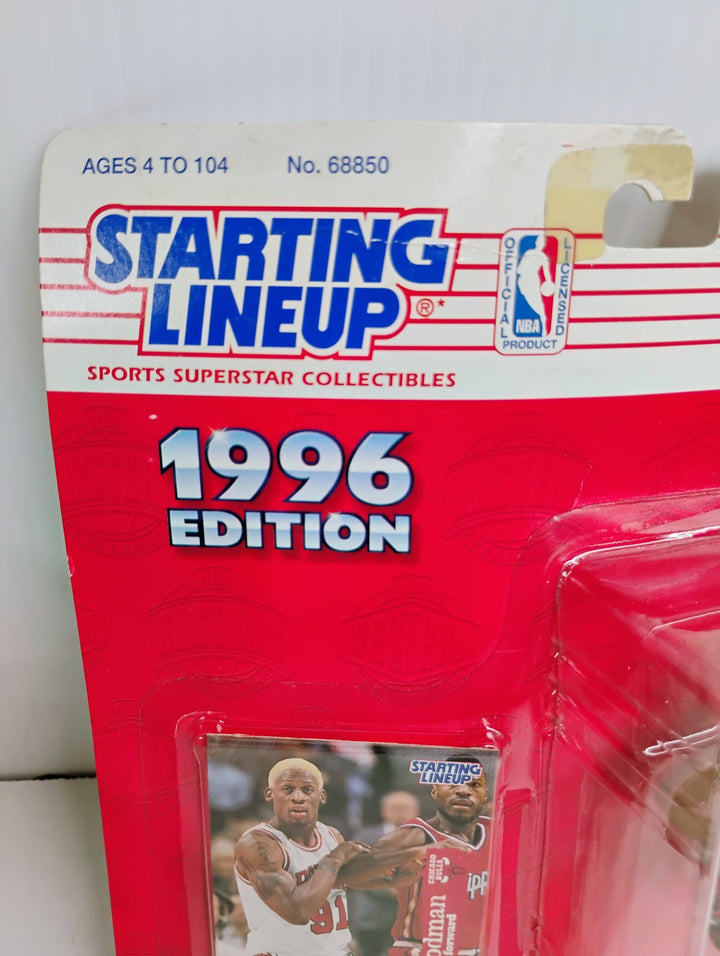 AGES 4 TO 104 No. 68850
STARTING
LINEUP ®*
SPORTS SUPERSTAR COLLECTIBLES
OFFICIAL
LICENSED
NBA
PRODUCT
1996
EDITION
STARTING
LINEUP
CHICAGO
BULLS
91
odman
forward